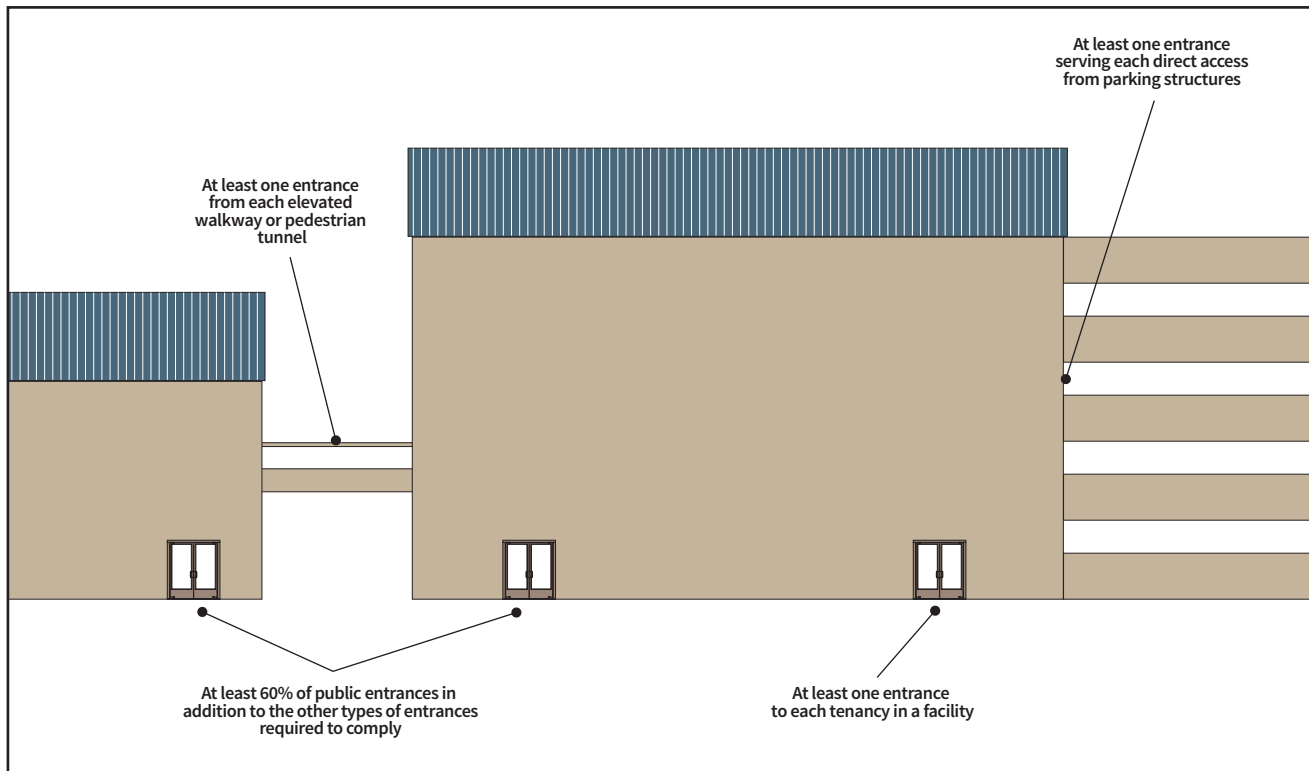 At least one entrance
serving each direct access
from parking structures
At least one entrance
from each elevated
walkway or pedestrian
tunnel
At least 60% of public entrances in
addition to the other types of entrances
required to comply
At least one entrance
to each tenancy in a facility